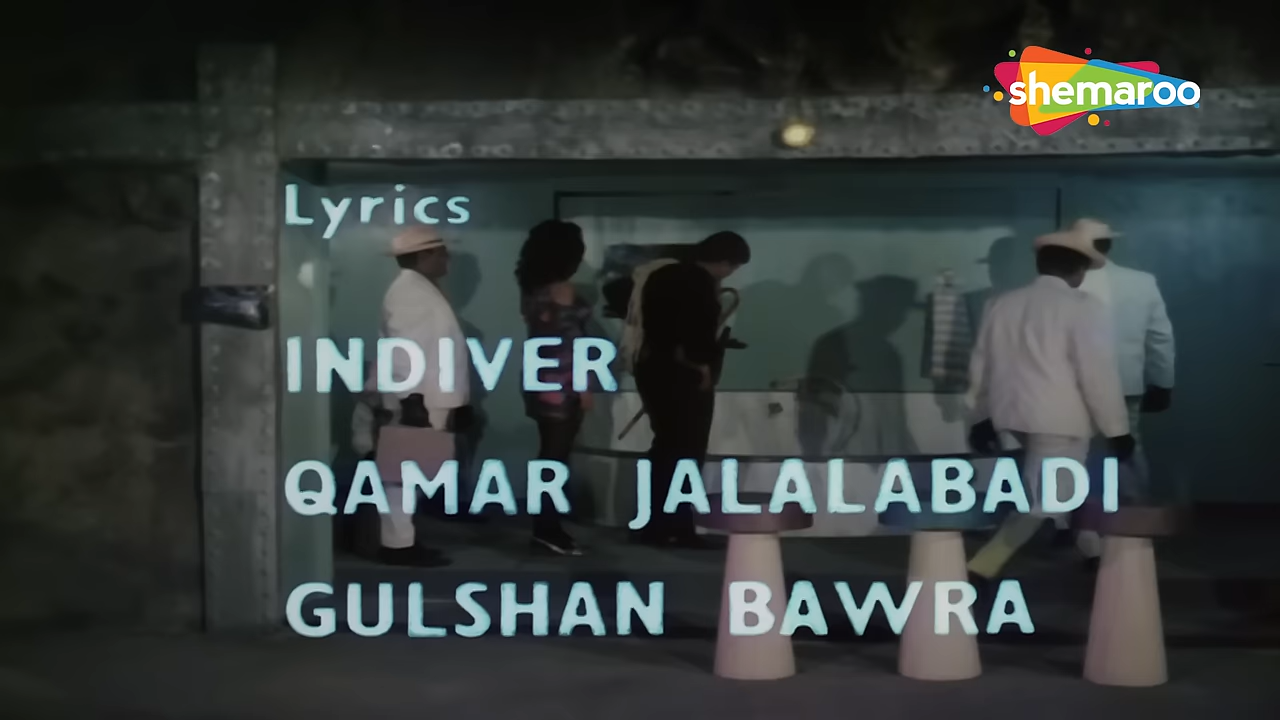 shemaroo
Lyrics
INDIVER
QAMAR JALALABADI
GULSHAN BAWRA